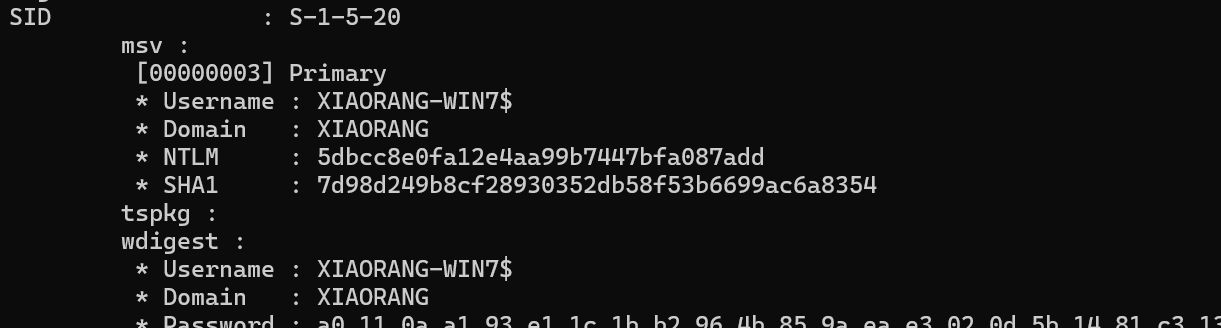 SID : S-1-5-20
msv :
[00000003] Primary
* Username : XIAORANG-WIN7$
* Domain : XIAORANG
* NTLM : 5dbcc8e0fa12e4aa99b7447bfa087add
* SHA1 : 7d98d249b8cf28930352db58f53b6699ac6a8354
tspkg :
wdigest :
* Username : XIAORANG-WIN7$
* Domain : XIAORANG
* Password : a0 11 0a a1 93 e1 1c 1b b2 96 4b 85 9a ea e3 02 0d 5b 14 81 c3